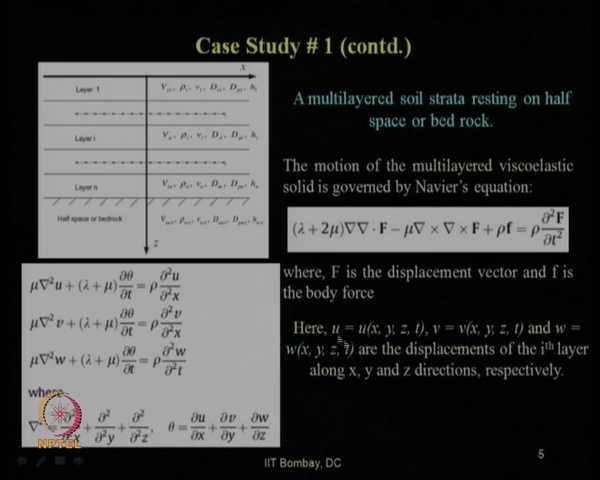 Case Study # 1 (contd.)
x
Layer 1
Layer i
Layer n
Half space or bedrock
z
A multilayered soil strata resting on half
space or bed rock.
The motion of the multilayered viscoelastic
solid is governed by Navier's equation:
(λ + 2μ)∇∇ · F − μ∇ × ∇ × F + ρf = ρ ∂²F/∂t²
where, F is the displacement vector and f is
the body force
Here, u = u(x, y, z, t), v = v(x, y, z, t) and w =
w(x, y, z, t) are the displacements of the iᵗʰ layer
along x, y and z directions, respectively.
μ∇²u + (λ + μ) ∂θ/∂t = ρ ∂²u/∂²x
μ∇²v + (λ + μ) ∂θ/∂t = ρ ∂²v/∂²x
μ∇²w + (λ + μ) ∂θ/∂t = ρ ∂²w/∂²t
where
∂²/∂²y + ∂²/∂²z, θ = ∂u/∂x + ∂v/∂y + ∂w/∂z
NPTEL
IIT Bombay, DC
5